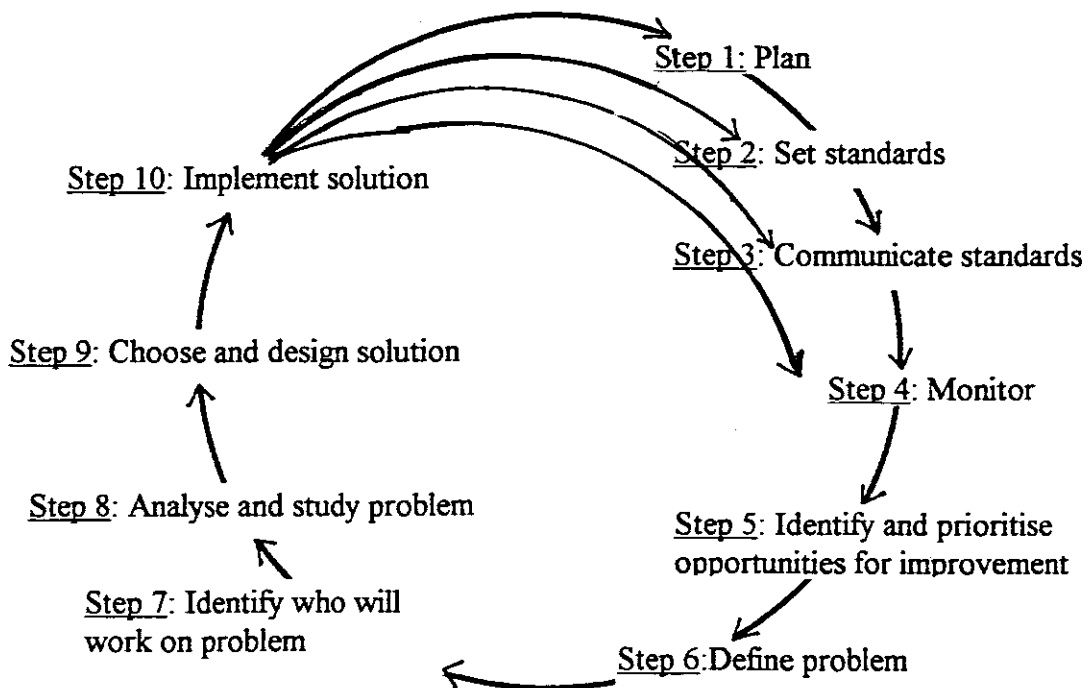 Step 1: Plan
Step 2: Set standards
Step 3: Communicate standards
Step 4: Monitor
Step 5: Identify and prioritise
opportunities for improvement
Step 6:Define problem
Step 7: Identify who will
work on problem
Step 8: Analyse and study problem
Step 9: Choose and design solution
Step 10: Implement solution